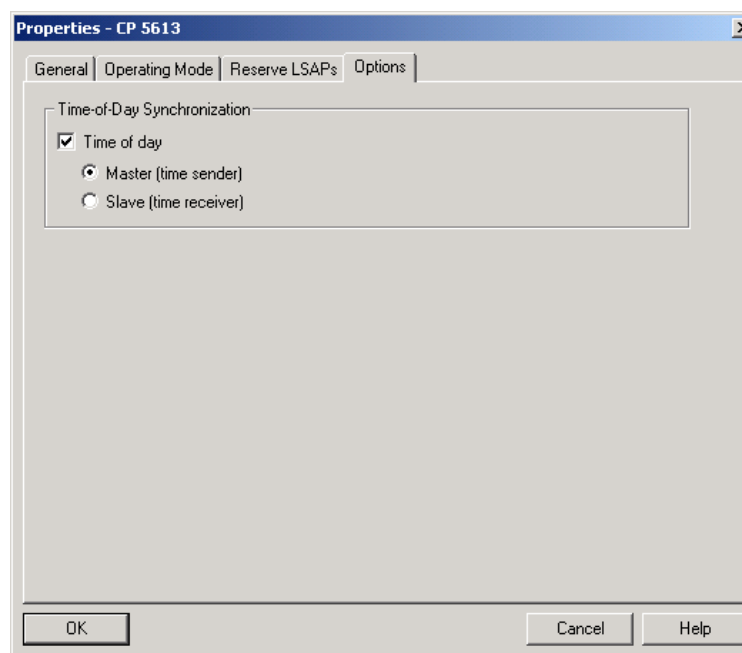 Properties - CP 5613
General Operating Mode Reserve LSAPs Options
Time-of-Day Synchronization
Time of day
Master (time sender)
Slave (time receiver)
OK Cancel Help